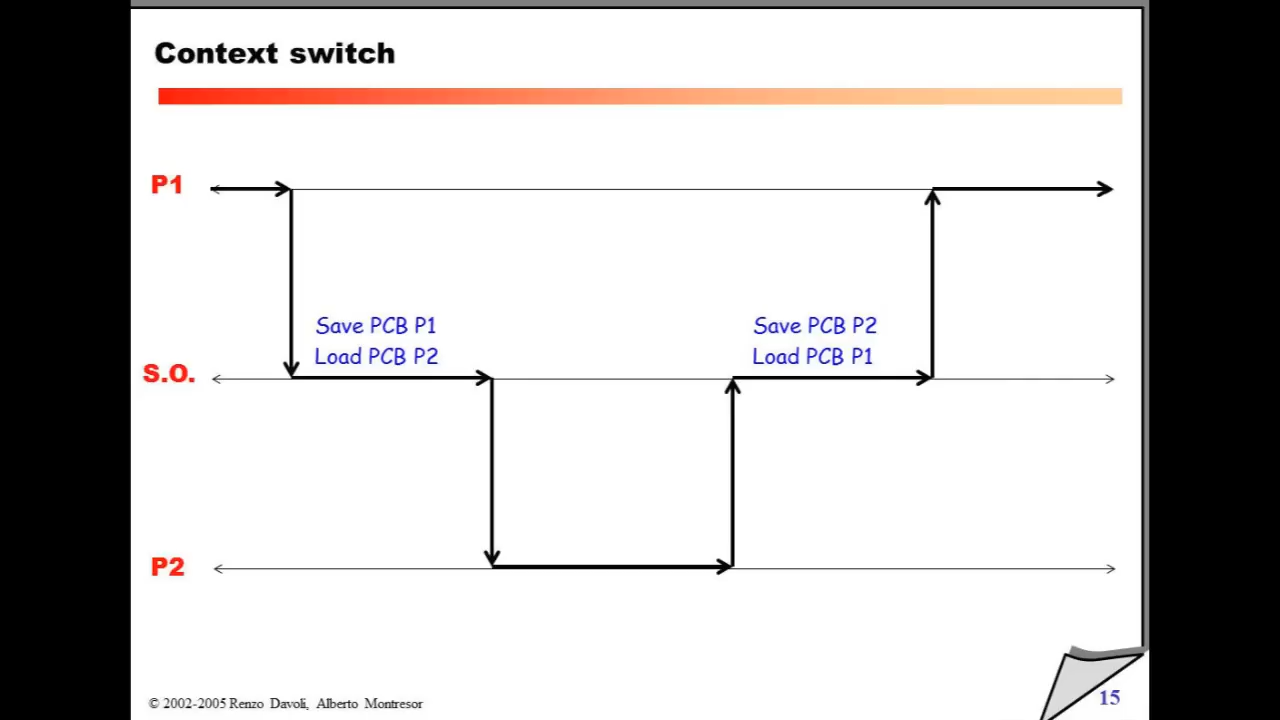 Context switch
P1
Save PCB P1
Load PCB P2
Save PCB P2
Load PCB P1
S.O.
P2
© 2002-2005 Renzo Davoli, Alberto Montresor
15